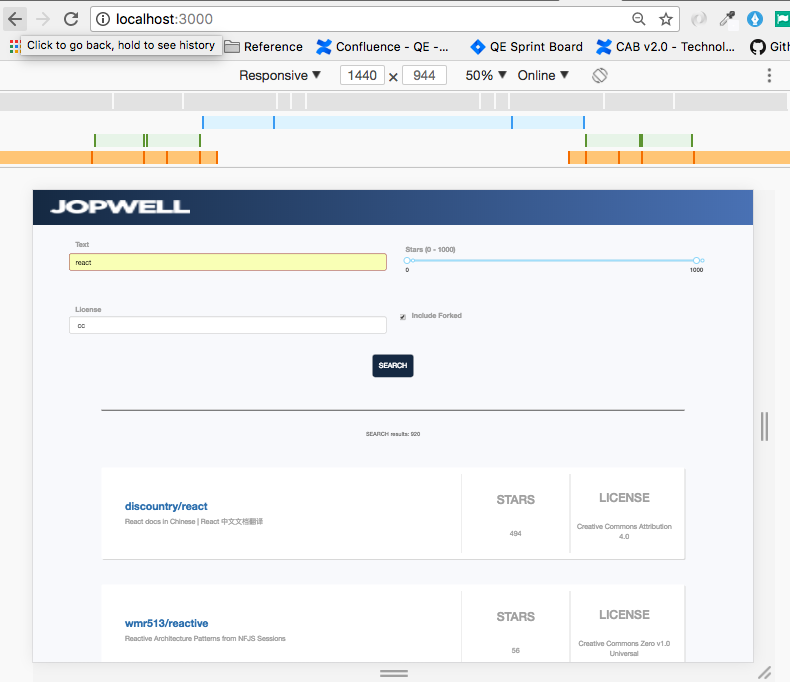 localhost:3000
Click to go back, hold to see history
Reference
Confluence - QE -...
QE Sprint Board
CAB v2.0 - Technol...
Gith
Responsive ▼
1440 × 944
50% ▼
Online ▼
JOPWELL
Text
react
Stars (0 - 1000)
0
1000
License
cc
Include Forked
SEARCH
SEARCH results: 920
discountry/react
React docs in Chinese | React 中文文档翻译
STARS
494
LICENSE
Creative Commons Attribution
4.0
wmr513/reactive
Reactive Architecture Patterns from NFJS Sessions
STARS
56
LICENSE
Creative Commons Zero v1.0
Universal